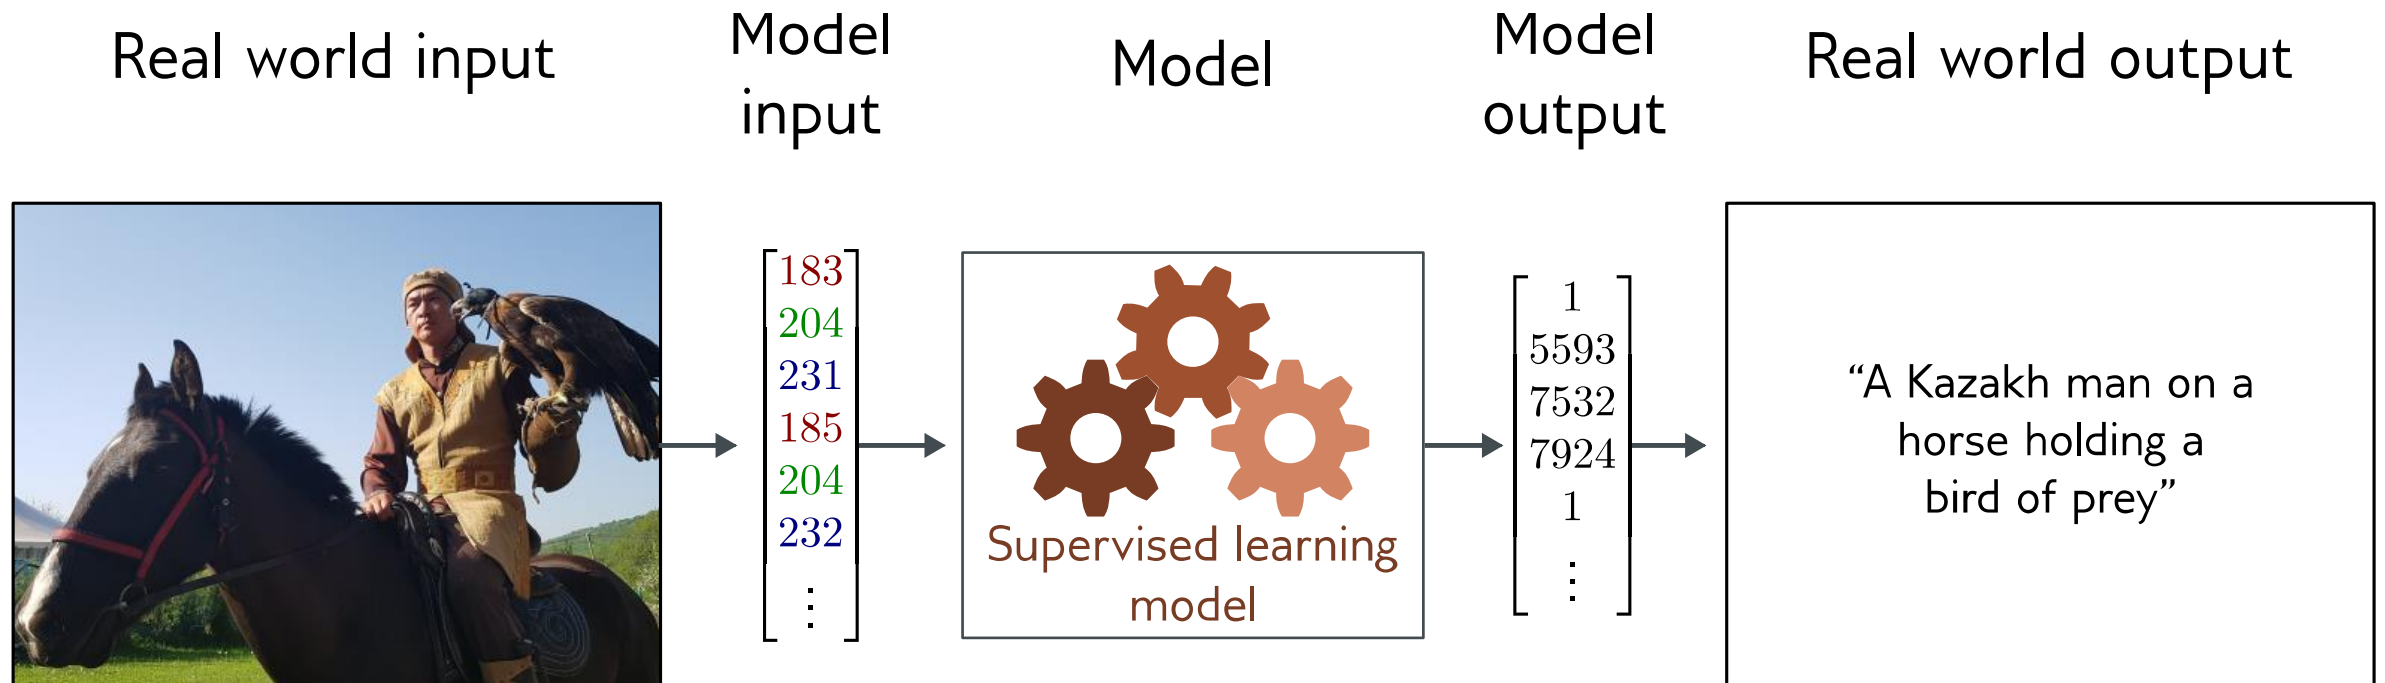 Real world input
Model
input
Model
Model
output
Real world output
183
204
231
185
204
232
⋮
Supervised learning
model
1
5593
7532
7924
1
⋮
“A Kazakh man on a
horse holding a
bird of prey”